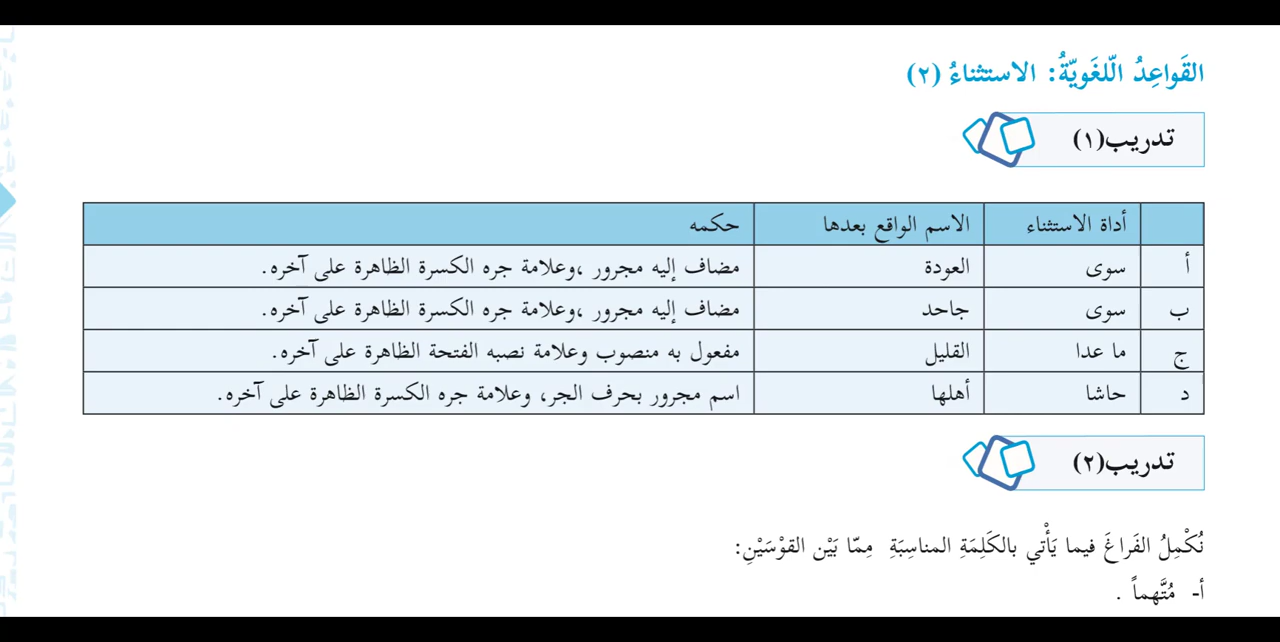 القَواعِدُ الّلغَويّةُ: الاستثناءُ (٢)
تدريب(١)
أداة الاستثناء الاسم الواقع بعدها حكمه
أ سوى العودة مضاف إليه مجرور ،وعلامة جره الكسرة الظاهرة على آخره.
ب سوى جاحد مضاف إليه مجرور ،وعلامة جره الكسرة الظاهرة على آخره.
ج ما عدا القليل مفعول به منصوب وعلامة نصبه الفتحة الظاهرة على آخره.
د حاشا أهلها اسم مجرور بحرف الجر، وعلامة جره الكسرة الظاهرة على آخره.
تدريب(٢)
نُكْمِلُ الفَراغَ فيما يَأْتي بالكَلِمَةِ المناسِبَةِ مِمّا بَيْن القوْسَيْنِ:
أ- مُتَّهماً .